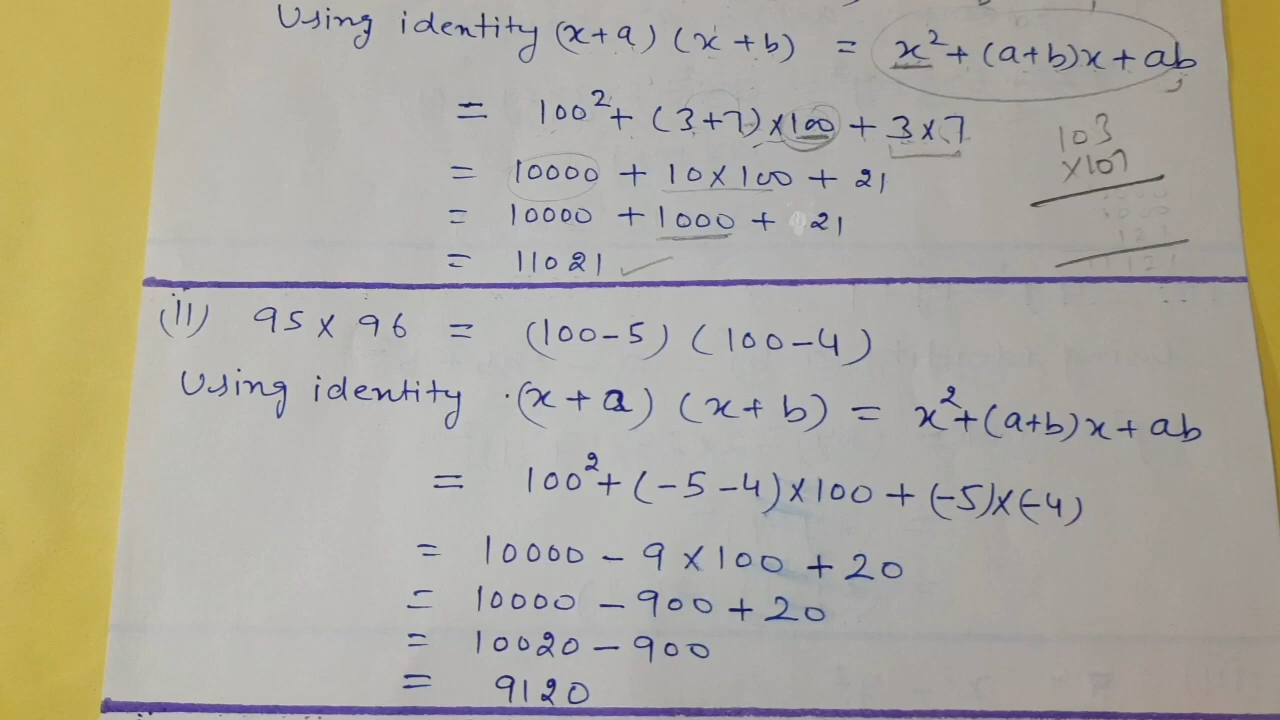 Using identity (x+a) (x+b) = x²+(a+b)x+ab
= 100²+ (3+7)×100 + 3×7
103
×107
= 10000 + 10×100 + 21
= 10000 + 1000 + 21
= 11021 ✓
(ii) 95×96 = (100-5) (100-4)
Using identity (x+a) (x+b) = x²+(a+b)x+ab
= 100²+(-5-4)×100+(-5)×(-4)
= 10000 - 9×100+20
= 10000 - 900+20
= 10020-900
= 9120